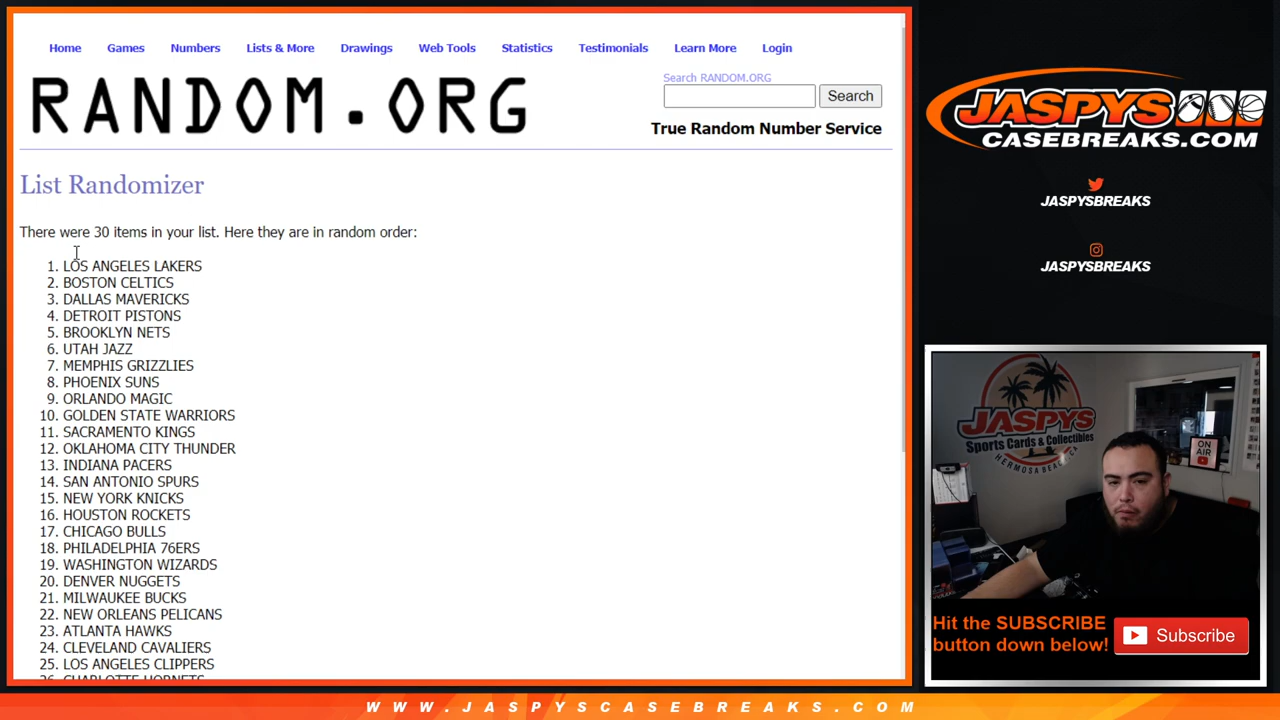 Home Games Numbers Lists & More Drawings Web Tools Statistics Testimonials Learn More Login
RANDOM.ORG
Search RANDOM.ORG
Search
True Random Number Service
List Randomizer
There were 30 items in your list. Here they are in random order:
1. LOS ANGELES LAKERS
2. BOSTON CELTICS
3. DALLAS MAVERICKS
4. DETROIT PISTONS
5. BROOKLYN NETS
6. UTAH JAZZ
7. MEMPHIS GRIZZLIES
8. PHOENIX SUNS
9. ORLANDO MAGIC
10. GOLDEN STATE WARRIORS
11. SACRAMENTO KINGS
12. OKLAHOMA CITY THUNDER
13. INDIANA PACERS
14. SAN ANTONIO SPURS
15. NEW YORK KNICKS
16. HOUSTON ROCKETS
17. CHICAGO BULLS
18. PHILADELPHIA 76ERS
19. WASHINGTON WIZARDS
20. DENVER NUGGETS
21. MILWAUKEE BUCKS
22. NEW ORLEANS PELICANS
23. ATLANTA HAWKS
24. CLEVELAND CAVALIERS
25. LOS ANGELES CLIPPERS
26. CHARLOTTE HORNETS
JASPYS
CASEBREAKS.COM
JASPYSBREAKS
JASPYSBREAKS
JASPYS
Sports Cards & Collectibles
HERMOSA BEACH, CA
ON
AIR
Hit the SUBSCRIBE
button down below!
Subscribe
WWW.JASPYSCASEBREAKS.COM